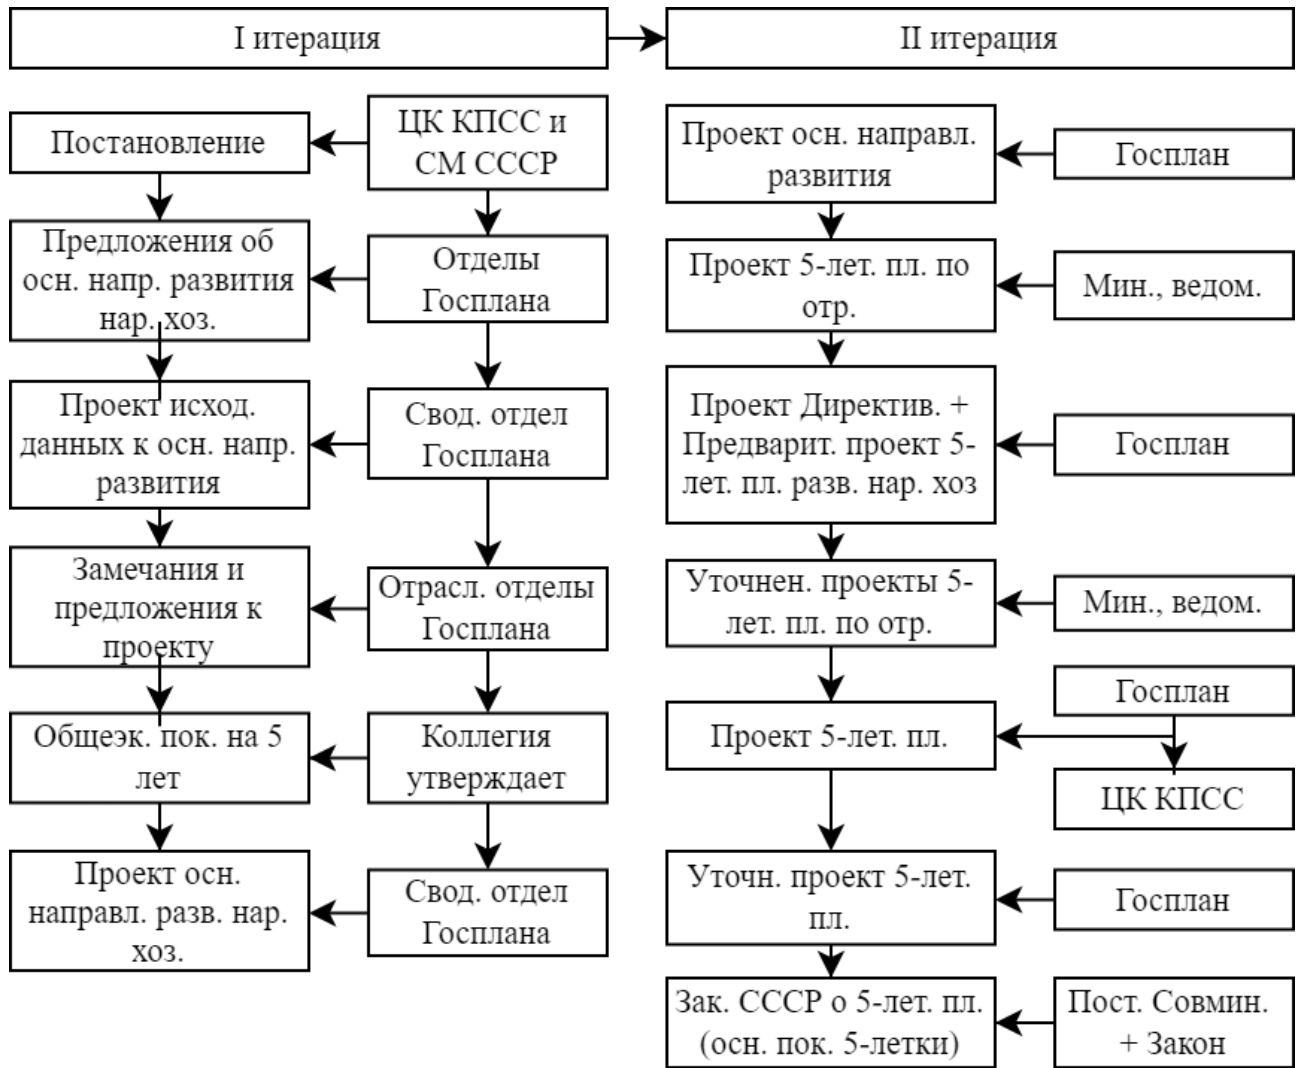 I итерация
II итерация
Постановление
ЦК КПСС и
СМ СССР
Предложения об
осн. напр. развития
нар. хоз.
Отделы
Госплана
Проект исход.
данных к осн. напр.
развития
Свод. отдел
Госплана
Замечания и
предложения к
проекту
Отрасл. отделы
Госплана
Общеэк. пок. на 5
лет
Коллегия
утверждает
Проект осн.
направл. разв. нар.
хоз.
Свод. отдел
Госплана
Проект осн. направл.
развития
Госплан
Проект 5-лет. пл. по
отр.
Мин., ведом.
Проект Директив. +
Предварит. проект 5-
лет. пл. разв. нар. хоз
Госплан
Уточнен. проекты 5-
лет. пл. по отр.
Мин., ведом.
Проект 5-лет. пл.
Госплан
ЦК КПСС
Уточн. проект 5-лет.
пл.
Госплан
Зак. СССР о 5-лет. пл.
(осн. пок. 5-летки)
Пост. Совмин.
+ Закон